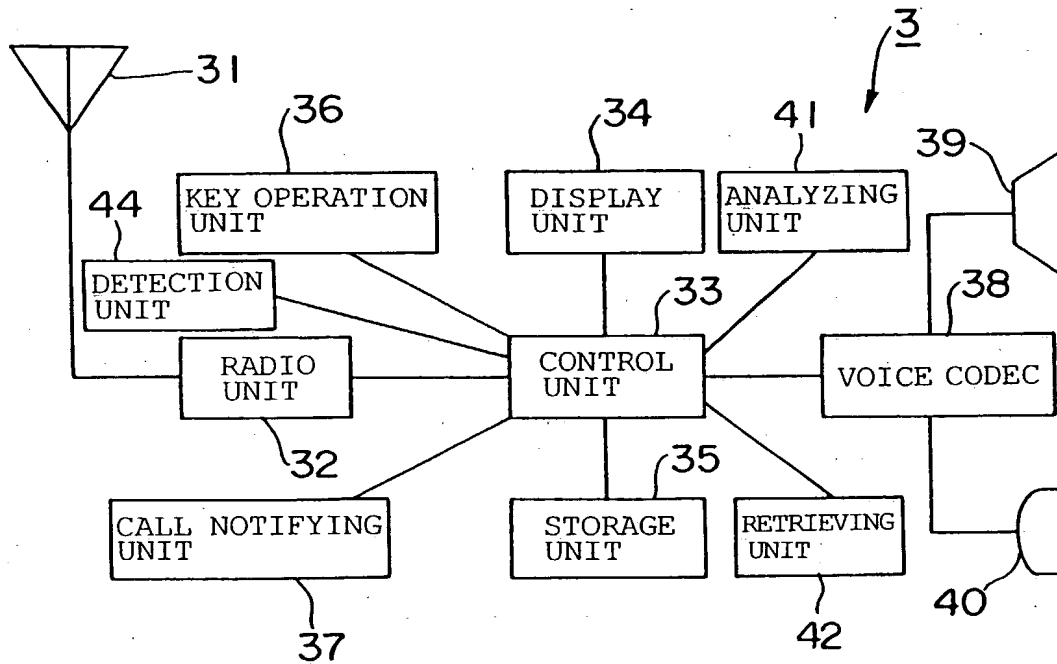 3
31
36
34
41
39
KEY OPERATION
UNIT
DISPLAY
UNIT
ANALYZING
UNIT
44
DETECTION
UNIT
33
38
RADIO
UNIT
CONTROL
UNIT
VOICE CODEC
32
35
CALL NOTIFYING
UNIT
STORAGE
UNIT
RETRIEVING
UNIT
37
42
40